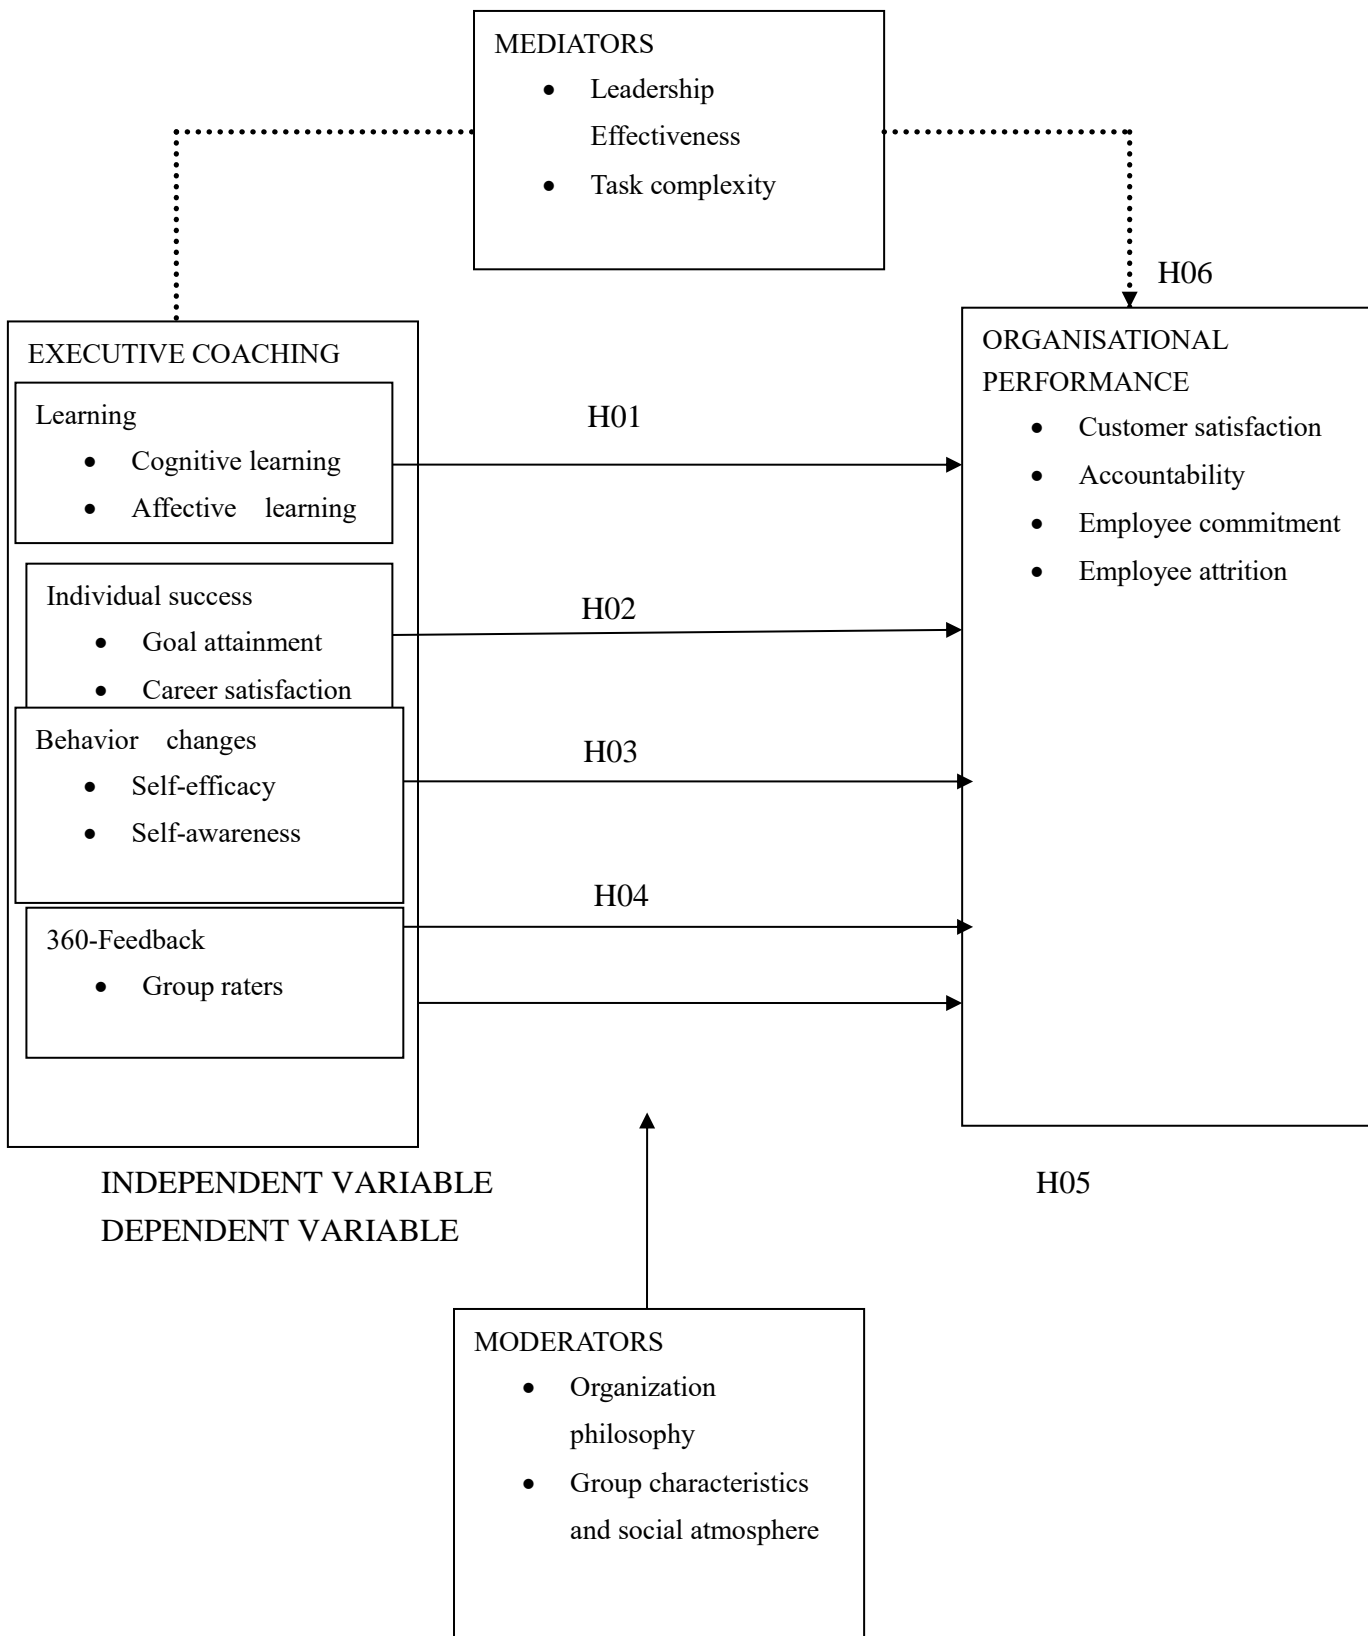 MEDIATORS
• Leadership
Effectiveness
• Task complexity
H06
EXECUTIVE COACHING
Learning
• Cognitive learning
• Affective learning
Individual success
• Goal attainment
• Career satisfaction
Behavior changes
• Self-efficacy
• Self-awareness
360-Feedback
• Group raters
H01
H02
H03
H04
ORGANISATIONAL
PERFORMANCE
• Customer satisfaction
• Accountability
• Employee commitment
• Employee attrition
INDEPENDENT VARIABLE H05
DEPENDENT VARIABLE
MODERATORS
• Organization
philosophy
• Group characteristics
and social atmosphere